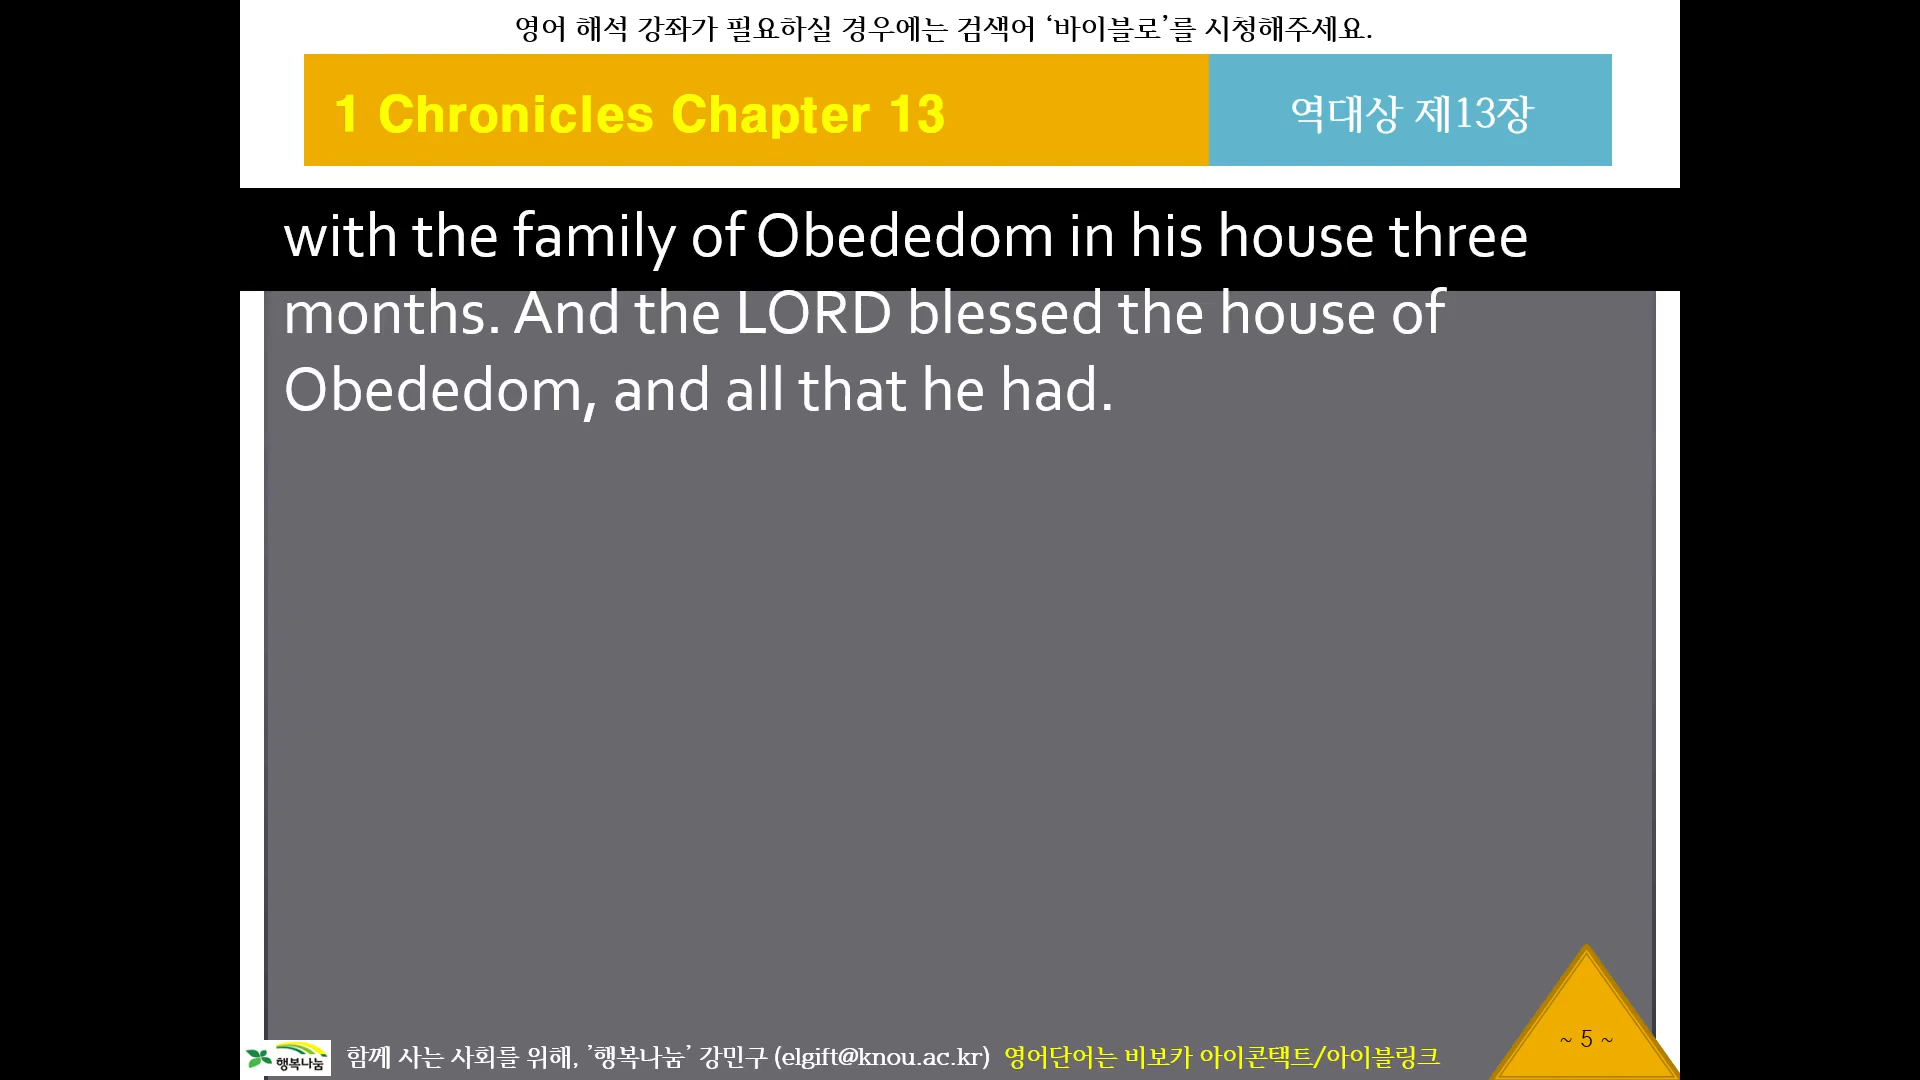 영어 해석 강좌가 필요하실 경우에는 검색어 ‘바이블로’를 시청해주세요.
1 Chronicles Chapter 13
역대상 제13장
with the family of Obededom in his house three
months. And the LORD blessed the house of
Obededom, and all that he had.
~ 5 ~
행복나눔
함께 사는 사회를 위해, ’행복나눔’ 강민구 (elgift@knou.ac.kr) 영어단어는 비보카 아이콘택트/아이블링크